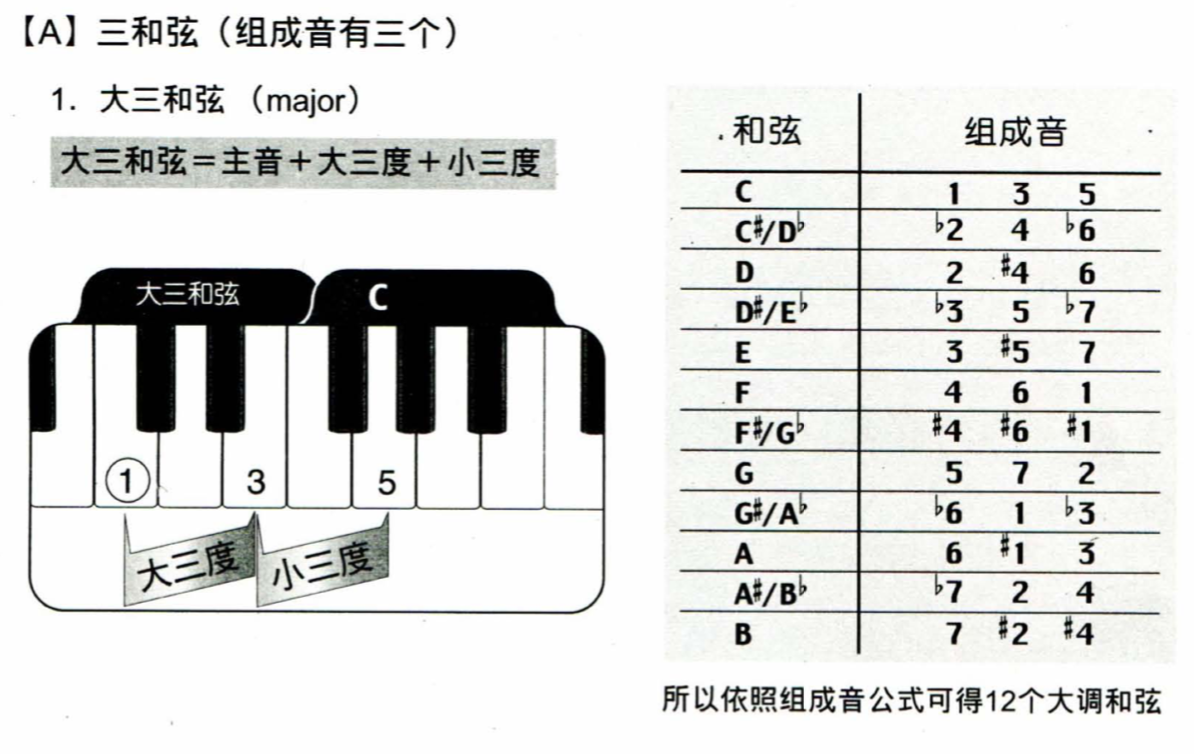 【A】三和弦（组成音有三个）
1. 大三和弦 （major）
大三和弦＝主音＋大三度＋小三度
大三和弦 C
1 3 5
大三度 小三度
和弦 组成音
C 1 3 5
C♯/D♭ ♭2 4 ♭6
D 2 ♯4 6
D♯/E♭ ♭3 5 ♭7
E 3 ♯5 7
F 4 6 1
F♯/G♭ ♯4 ♯6 ♯1
G 5 7 2
G♯/A♭ ♭6 1 ♭3
A 6 ♯1 3
A♯/B♭ ♭7 2 4
B 7 ♯2 ♯4
所以依照组成音公式可得12个大调和弦